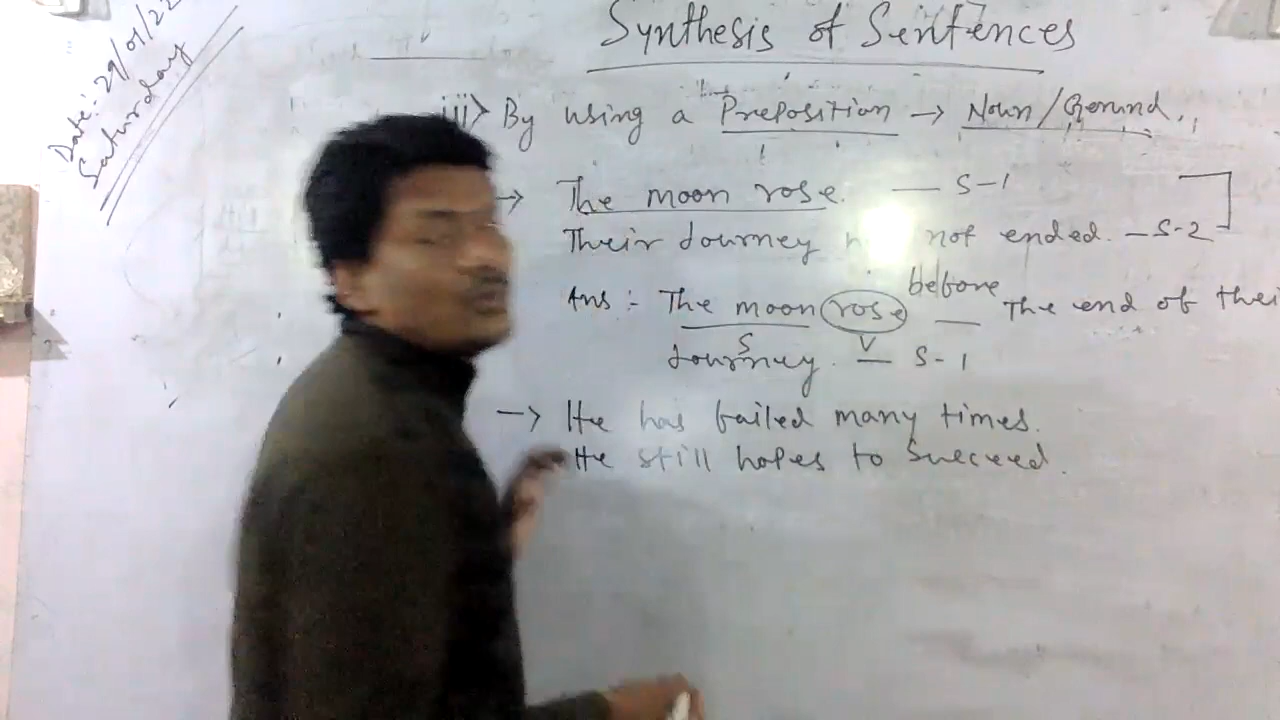 Date:- 29/01/22
Saturday
Synthesis of Sentences
iii> By using a Preposition → Noun/Gerund.
→ The moon rose. — S-1
Their Journey not ended. — S-2
before
Ans :- The moon rose — The end of thei
S V
Journey. — S-1
→ He has failed many times.
He still hopes to Succeed.